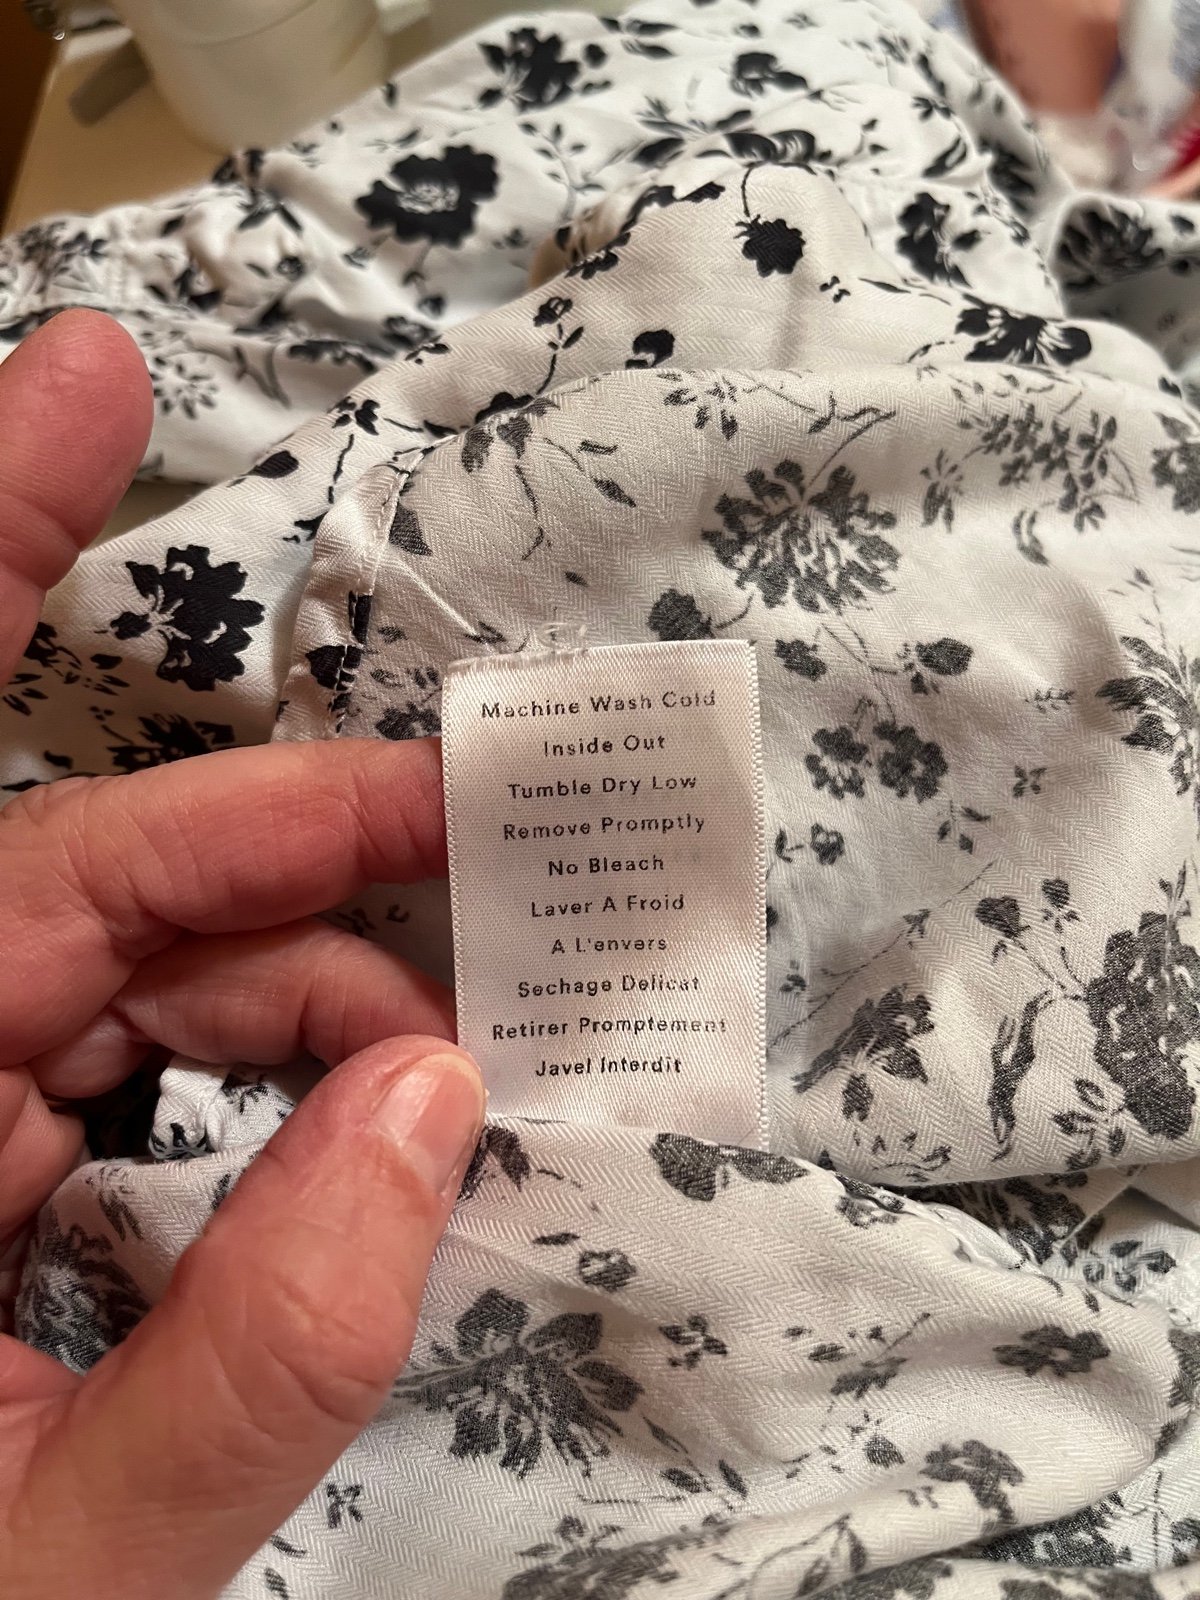 Machine Wash Cold
Inside Out
Tumble Dry Low
Remove Promptly
No Bleach
Laver A Froid
A L'envers
Sechage Delicat
Retirer Promptement
Javel Interdit